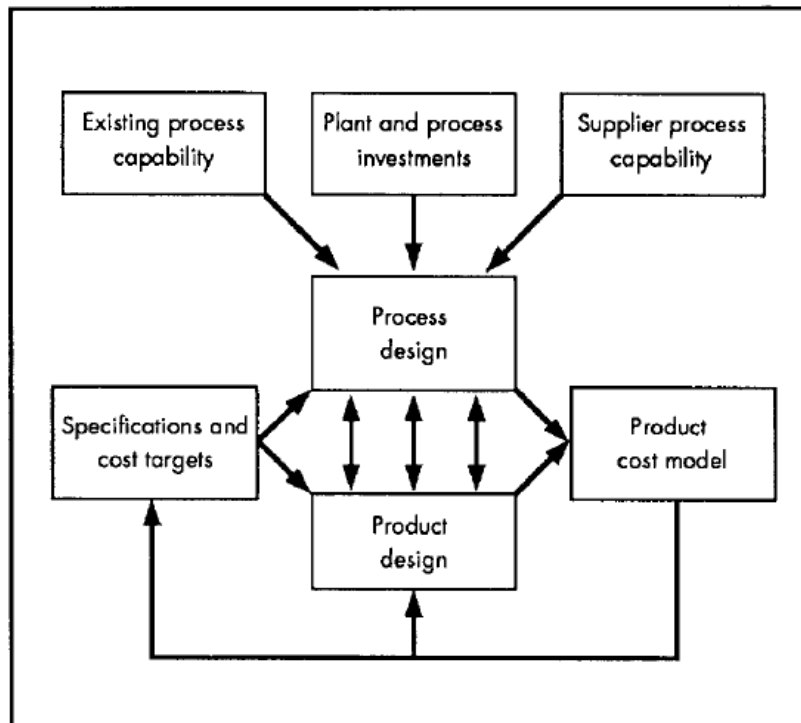 Existing process
capability
Plant and process
investments
Supplier process
capability
Process
design
Specifications and
cost targets
Product
cost model
Product
design